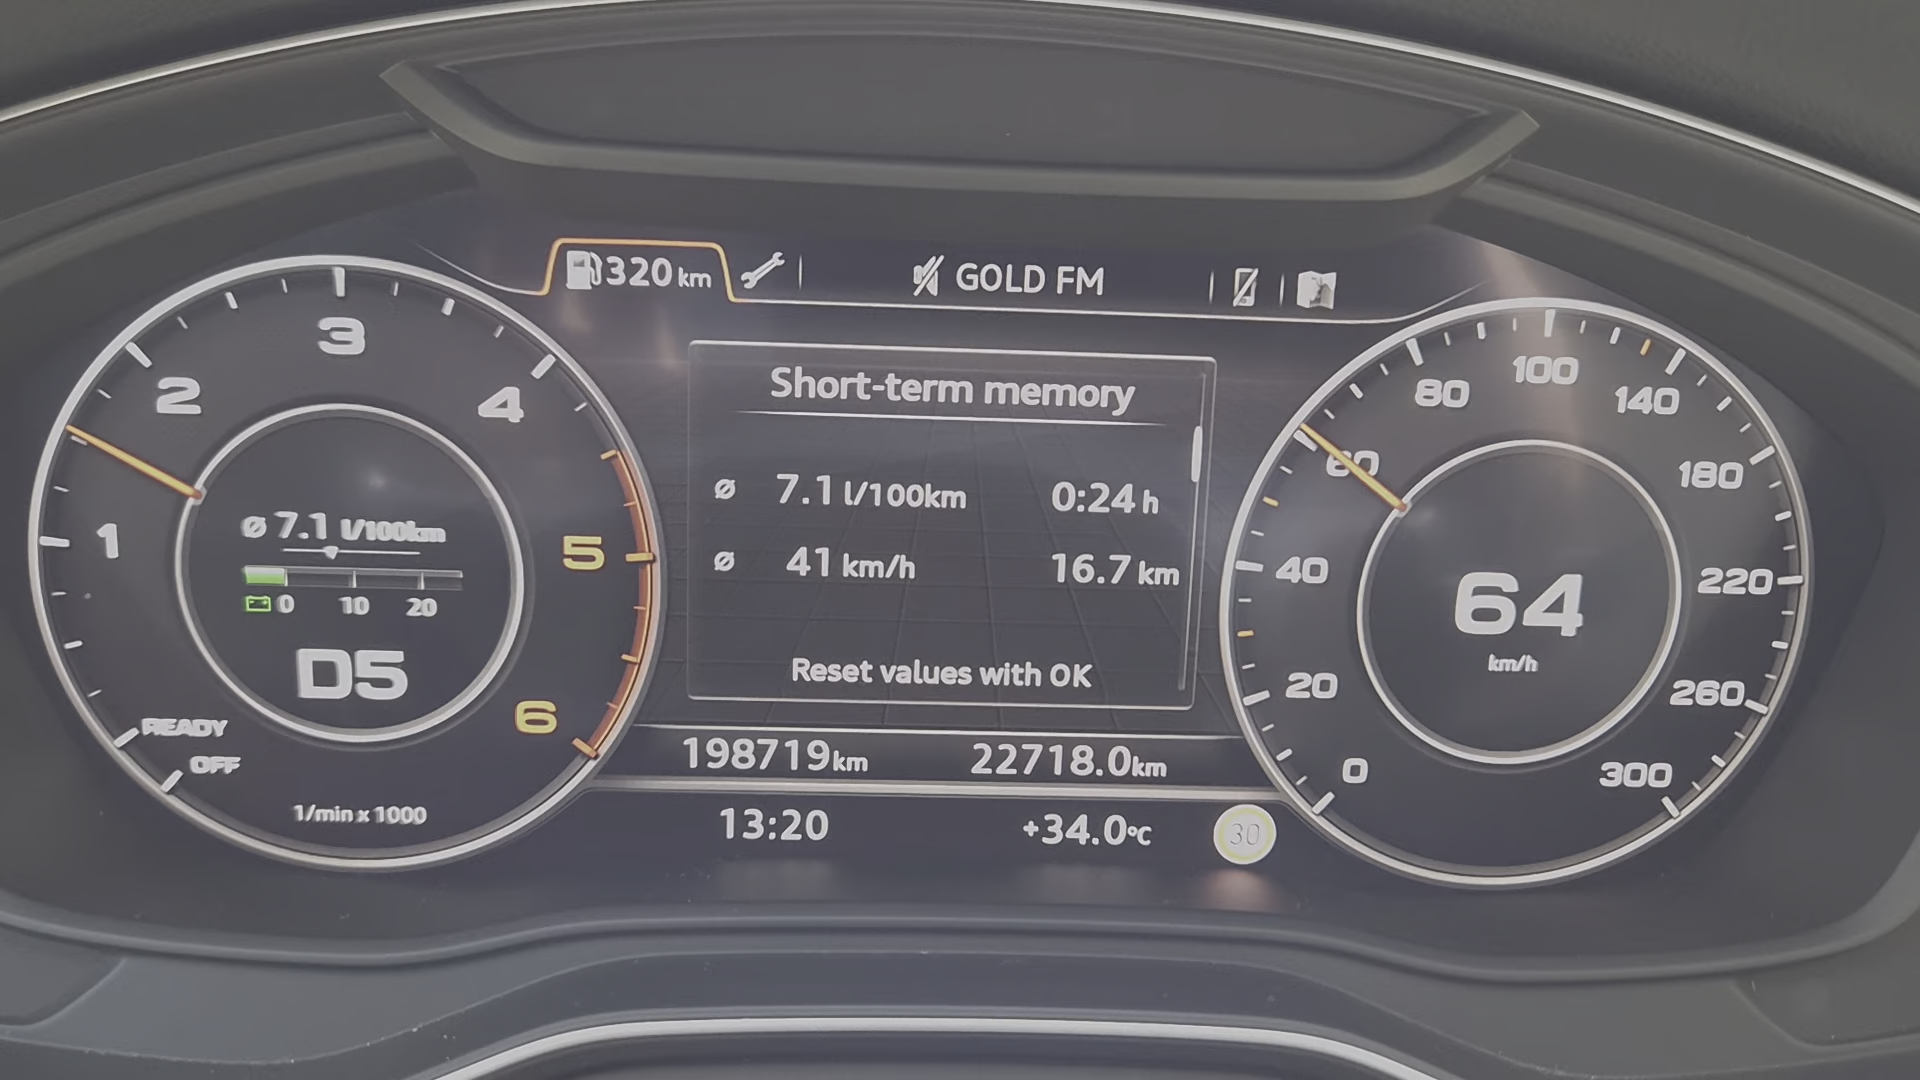 320 km
GOLD FM
Short-term memory
ø 7.1 l/100km 0:24 h
ø 41 km/h 16.7 km
Reset values with OK
198719 km 22718.0 km
13:20 +34.0 °C 30
1 2 3 4 5 6
ø 7.1 l/100km
0 10 20
D5
READY
OFF
1/min x 1000
0 20 40 60 80 100 140 180 220 260 300
64
km/h